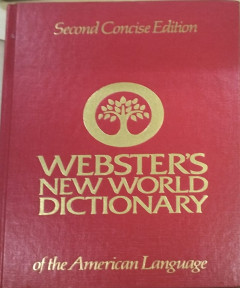 Second Concise Edition
WEBSTER'S
NEW WORLD
DICTIONARY
of the American Language